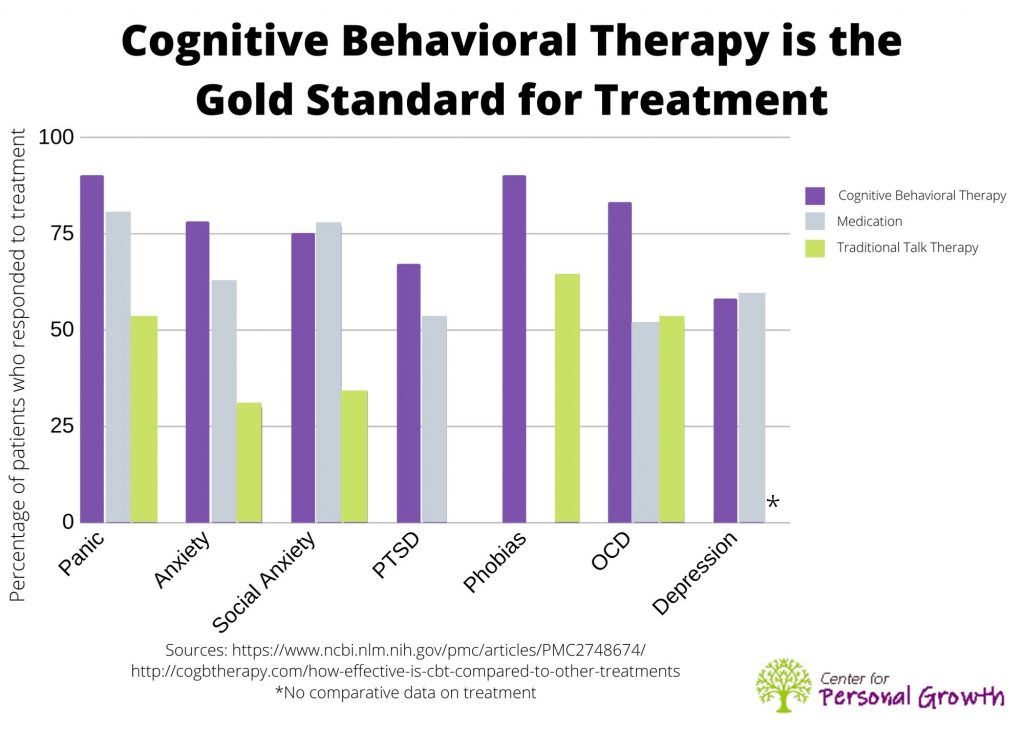 Cognitive Behavioral Therapy is the
Gold Standard for Treatment
Percentage of patients who responded to treatment
100
75
50
25
0
Panic
Anxiety
Social Anxiety
PTSD
Phobias
OCD
Depression
*
Cognitive Behavioral Therapy
Medication
Traditional Talk Therapy
Sources: https://www.ncbi.nlm.nih.gov/pmc/articles/PMC2748674/
http://cogbtherapy.com/how-effective-is-cbt-compared-to-other-treatments
*No comparative data on treatment
Center for
Personal Growth